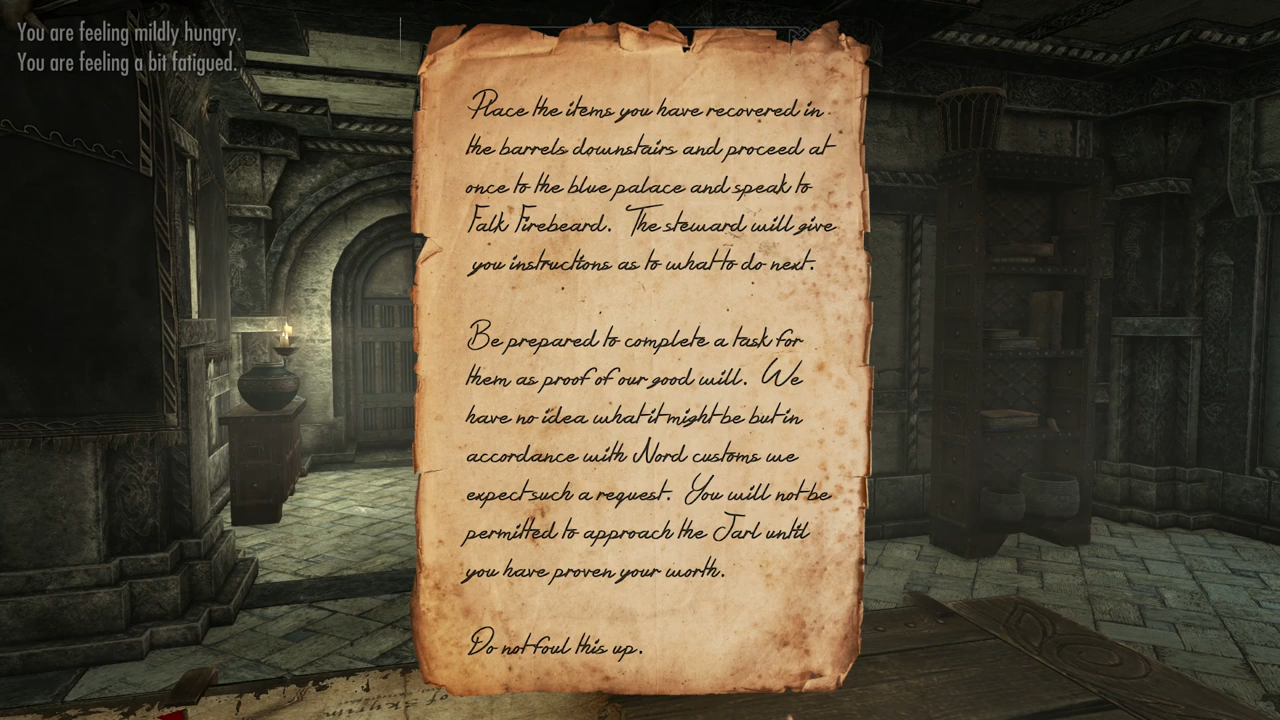 You are feeling mildly hungry.
You are feeling a bit fatigued.
Place the items you have recovered in
the barrels downstairs and proceed at
once to the blue palace and speak to
Falk Firebeard. The steward will give
you instructions as to what to do next.
Be prepared to complete a task for
them as proof of our good will. We
have no idea what it might be but in
accordance with Nord customs we
expect such a request. You will not be
permitted to approach the Jarl until
you have proven your worth.
Do not foul this up.
of skyrim